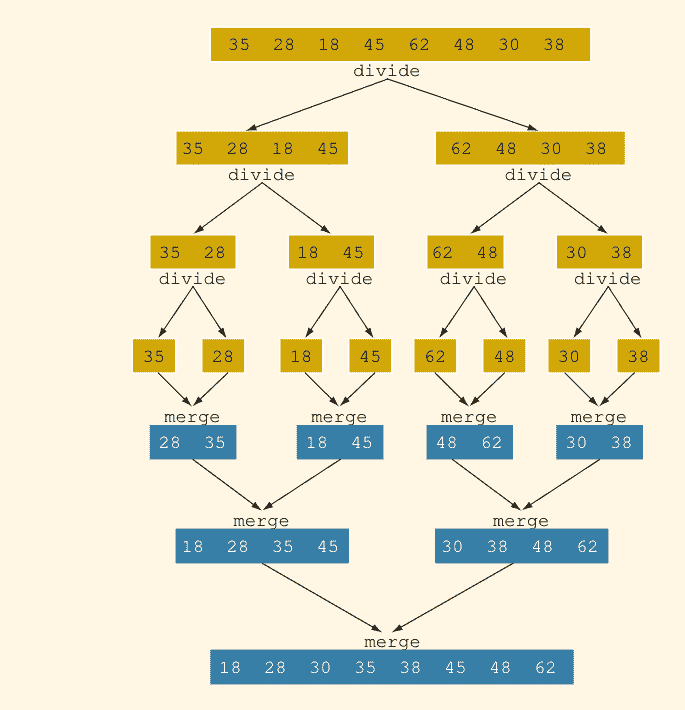 35 28 18 45 62 48 30 38
divide
35 28 18 45
62 48 30 38
divide
divide
35 28
18 45
62 48
30 38
divide
divide
divide
divide
35
28
18
45
62
48
30
38
merge
merge
merge
merge
28 35
18 45
48 62
30 38
merge
merge
18 28 35 45
30 38 48 62
merge
18 28 30 35 38 45 48 62